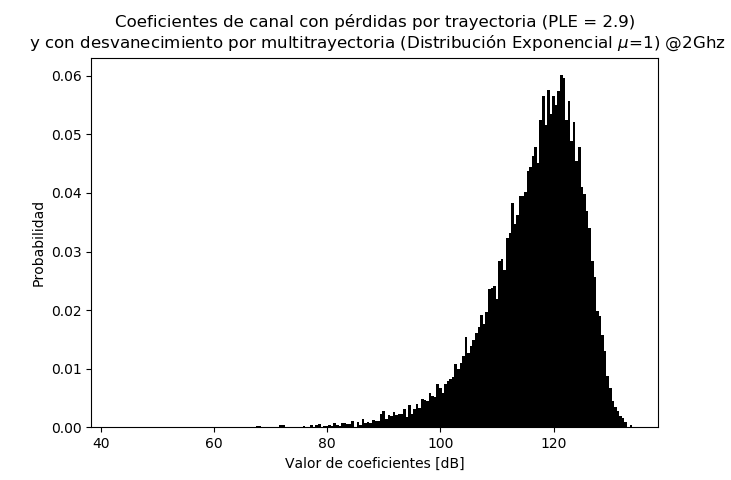 Coeficientes de canal con pérdidas por trayectoria (PLE = 2.9)
y con desvanecimiento por multitrayectoria (Distribución Exponencial μ=1) @2Ghz
0.06
0.05
0.04
0.03
0.02
0.01
0.00
Probabilidad
40 60 80 100 120
Valor de coeficientes [dB]